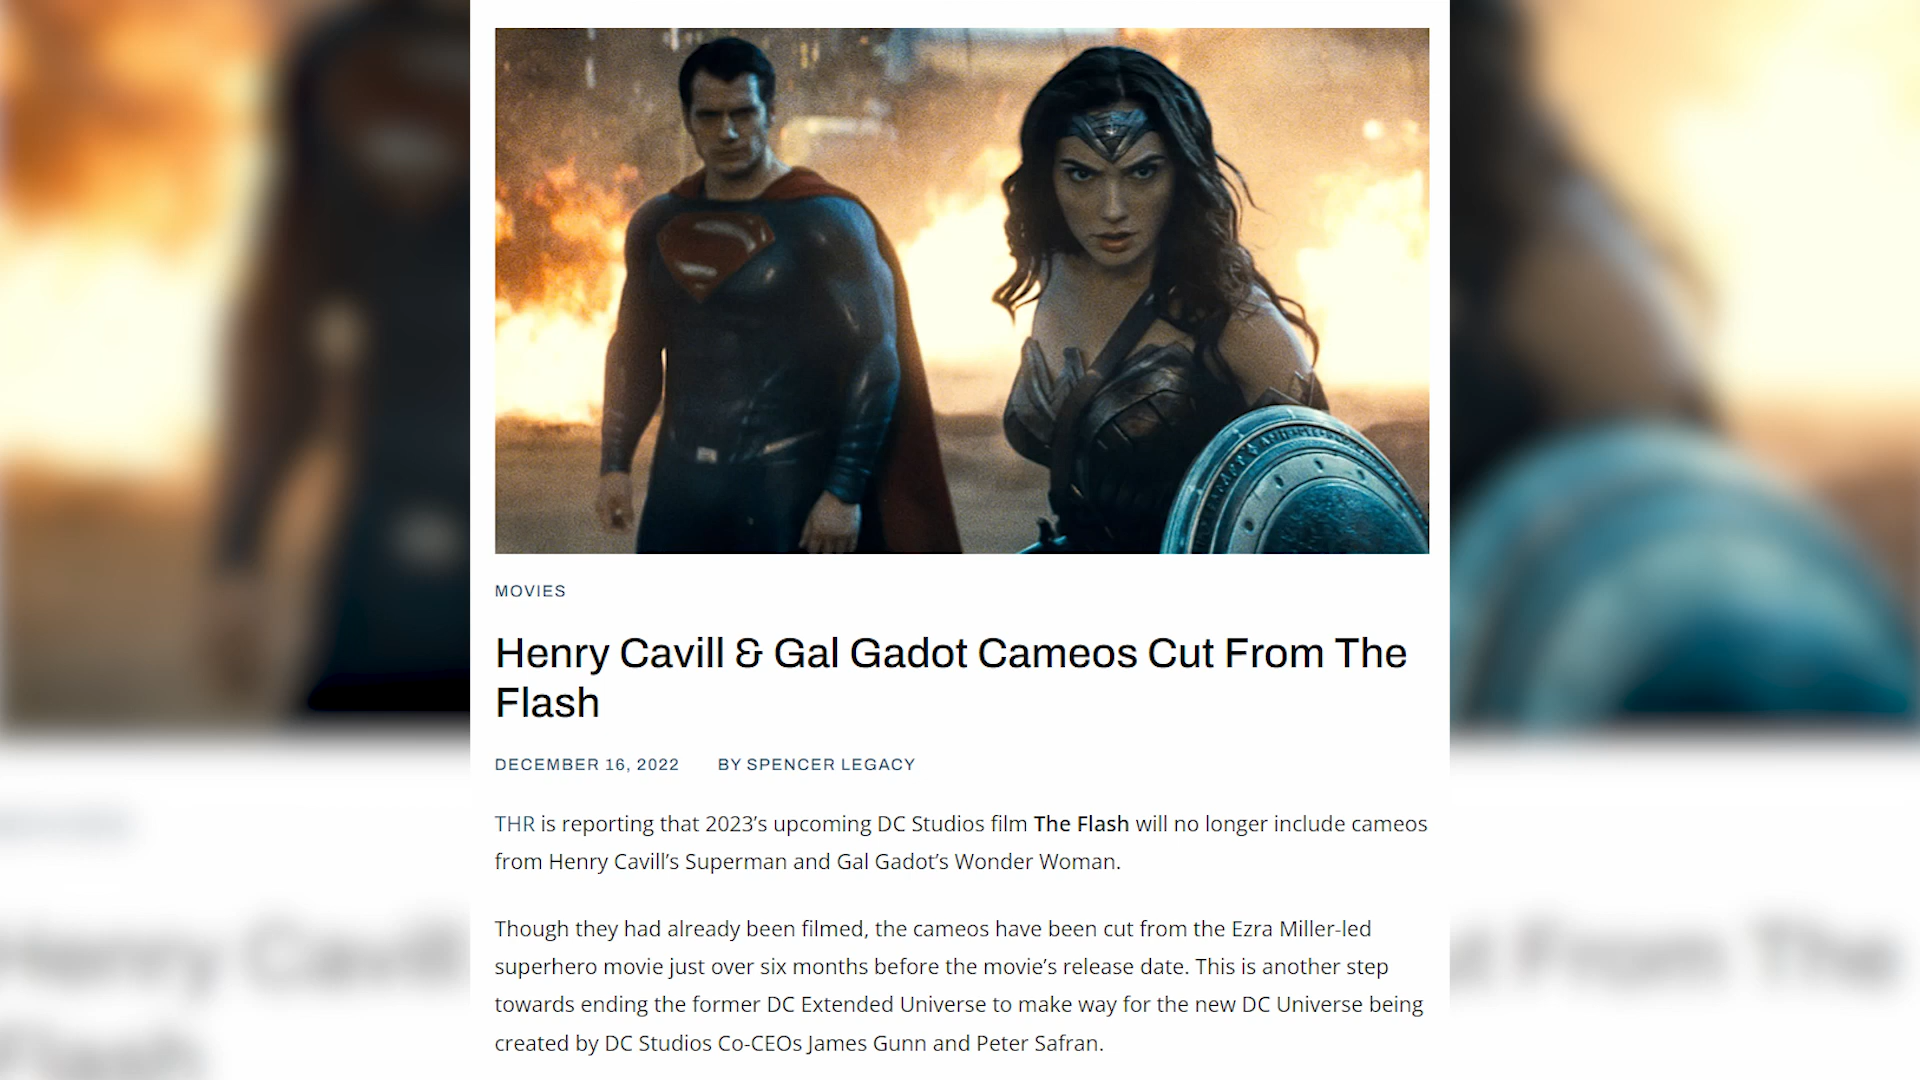 MOVIES
Henry Cavill & Gal Gadot Cameos Cut From The
Flash
DECEMBER 16, 2022 BY SPENCER LEGACY
THR is reporting that 2023’s upcoming DC Studios film The Flash will no longer include cameos
from Henry Cavill’s Superman and Gal Gadot’s Wonder Woman.
Though they had already been filmed, the cameos have been cut from the Ezra Miller-led
superhero movie just over six months before the movie’s release date. This is another step
towards ending the former DC Extended Universe to make way for the new DC Universe being
created by DC Studios Co-CEOs James Gunn and Peter Safran.